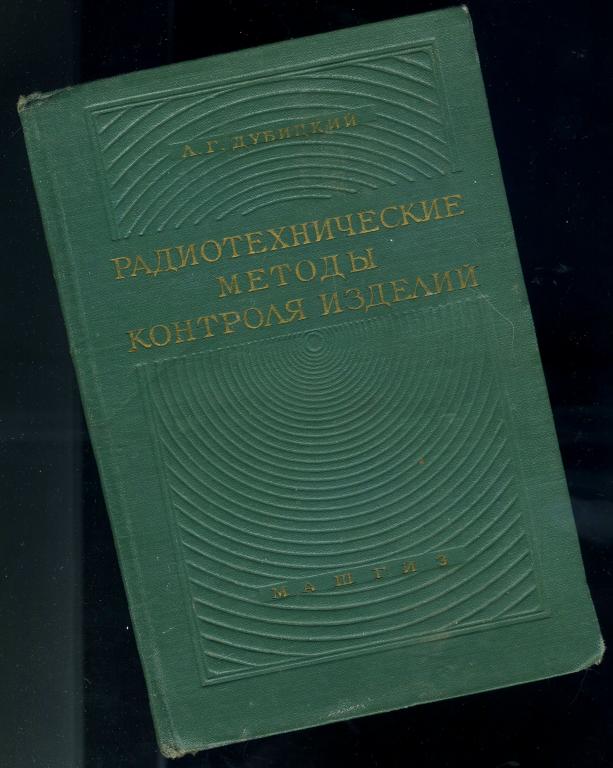 А. Г. ДУБИЦКИЙ
РАДИОТЕХНИЧЕСКИЕ
МЕТОДЫ
КОНТРОЛЯ ИЗДЕЛИЙ
МАШГИЗ